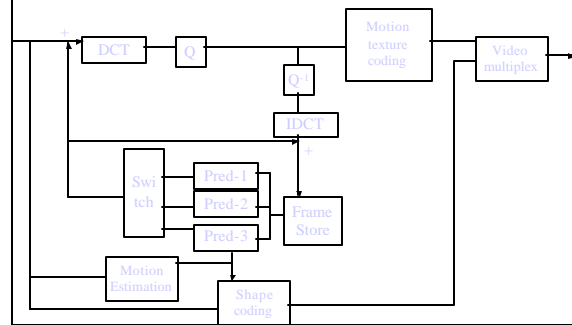 +
DCT
Q
Motion
texture
coding
Video
multiplex
Q-1
IDCT
+
Swi
tch
Pred-1
Pred-2
Pred-3
Frame
Store
Motion
Estimation
Shape
coding